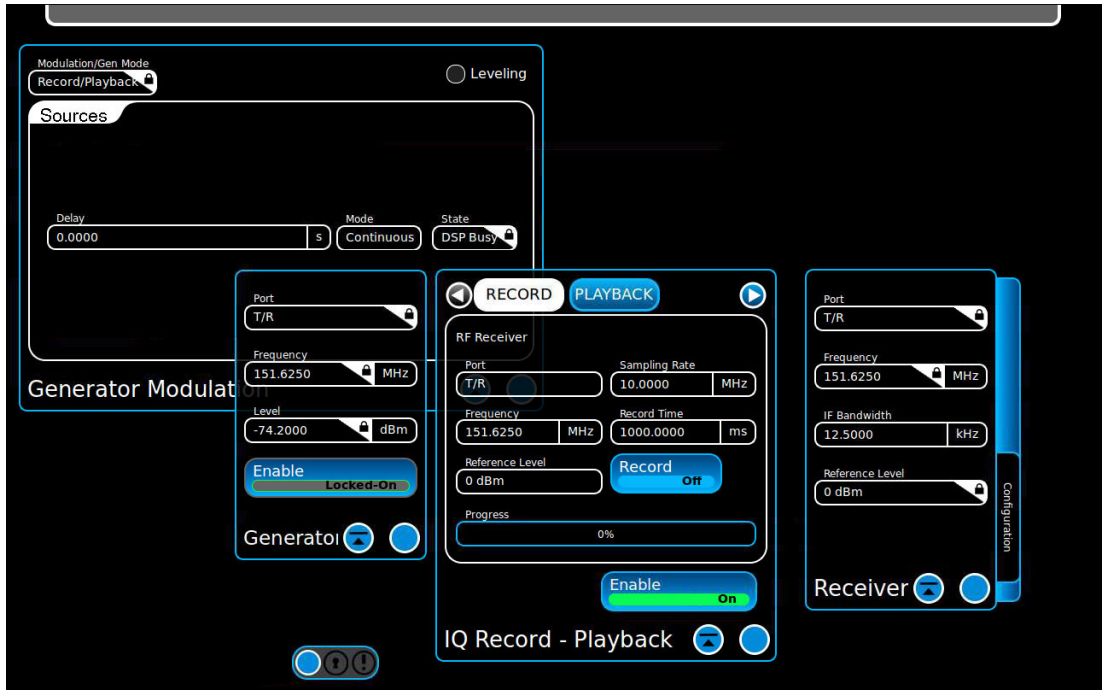 Modulation/Gen Mode
Record/Playback
Leveling
Sources
Delay
0.0000
s
Mode
Continuous
State
DSP Busy
Generator Modulation
Port
T/R
Frequency
151.6250
MHz
Level
-74.2000
dBm
Enable
Locked-On
Generator
RECORD
PLAYBACK
RF Receiver
Port
T/R
Sampling Rate
10.0000
MHz
Frequency
151.6250
MHz
Record Time
1000.0000
ms
Reference Level
0 dBm
Record
Off
Progress
0%
Enable
On
IQ Record - Playback
Port
T/R
Frequency
151.6250
MHz
IF Bandwidth
12.5000
kHz
Reference Level
0 dBm
Configuration
Receiver